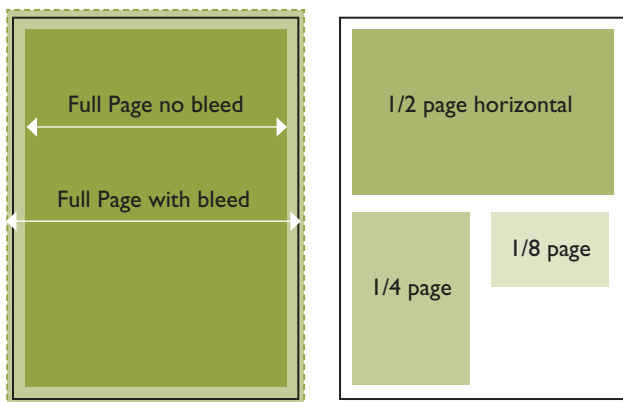 Full Page no bleed
Full Page with bleed
1/2 page horizontal
1/4 page
1/8 page